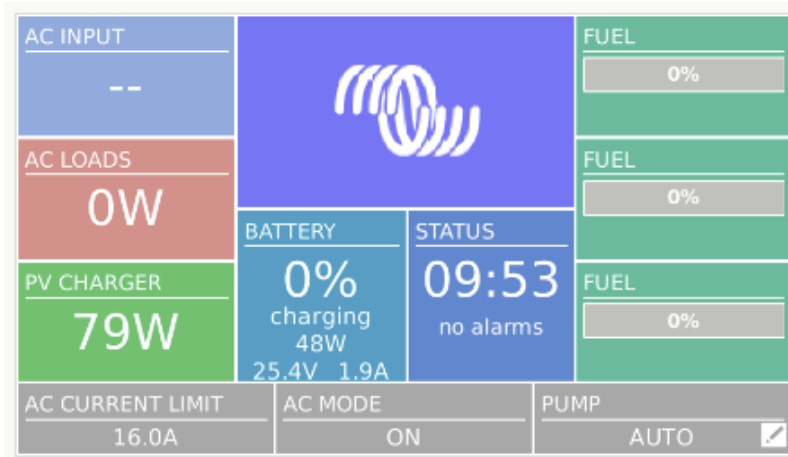 AC INPUT
--
AC LOADS
0W
PV CHARGER
79W
BATTERY
0%
charging
48W
25.4V 1.9A
STATUS
09:53
no alarms
FUEL
0%
FUEL
0%
FUEL
0%
AC CURRENT LIMIT
16.0A
AC MODE
ON
PUMP
AUTO